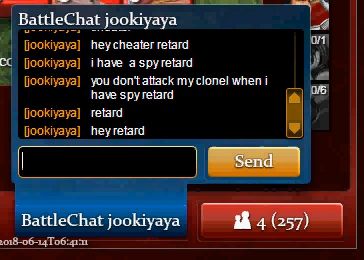 BattleChat jookiyaya
[jookiyaya] hey cheater retard
[jookiyaya] i have a spy retard
[jookiyaya] you don't attack my clonel when i
have spy retard
[jookiyaya] retard
[jookiyaya] hey retard
Send
BattleChat jookiyaya
4 (257)
2018-06-14T06:41:11